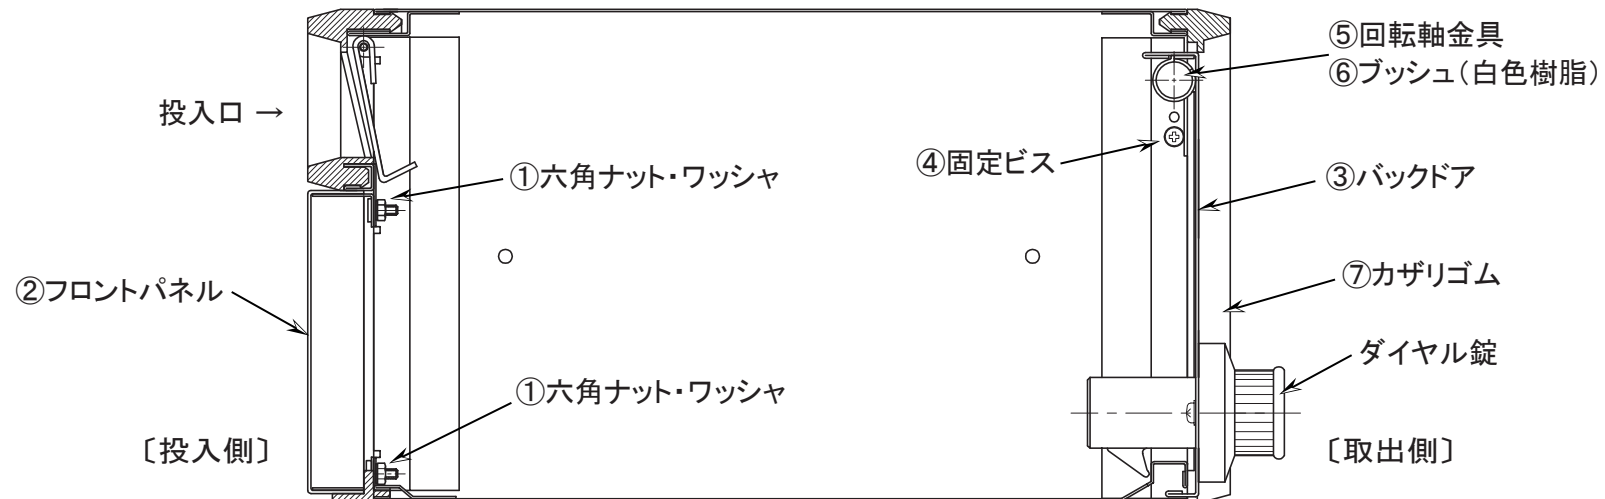 ⑤回転軸金具
⑥ブッシュ(白色樹脂)
投入口 →
④固定ビス
①六角ナット・ワッシャ
③バックドア
②フロントパネル
⑦カザリゴム
ダイヤル錠
①六角ナット・ワッシャ
〔投入側〕
〔取出側〕